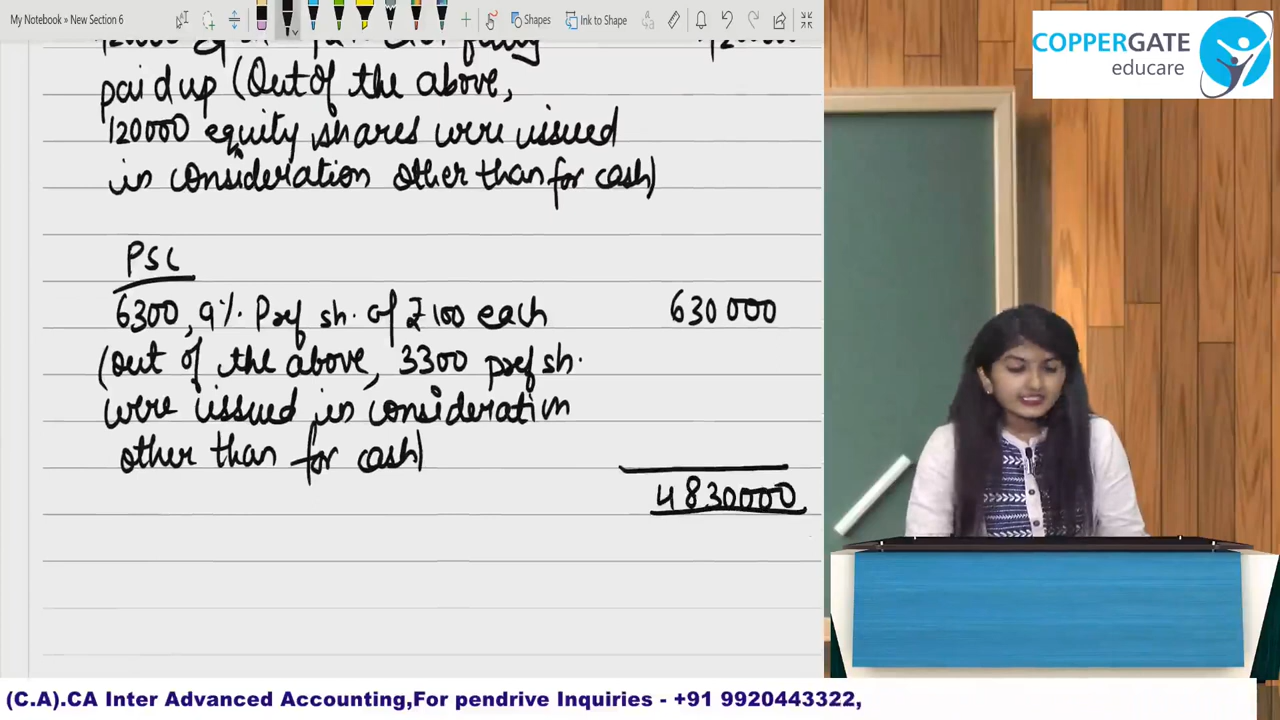 My Notebook » New Section 6
Shapes
Ink to Shape
COPPERGATE
educare
paid up (Out of the above,
120000 equity shares were issued
in consideration other than for cash)
PSC
6300, 9% Pref sh. of ₹100 each 630000
(out of the above, 3300 pref sh.
were issued in consideration
other than for cash)
4830000
(C.A).CA Inter Advanced Accounting,For pendrive Inquiries - +91 9920443322,